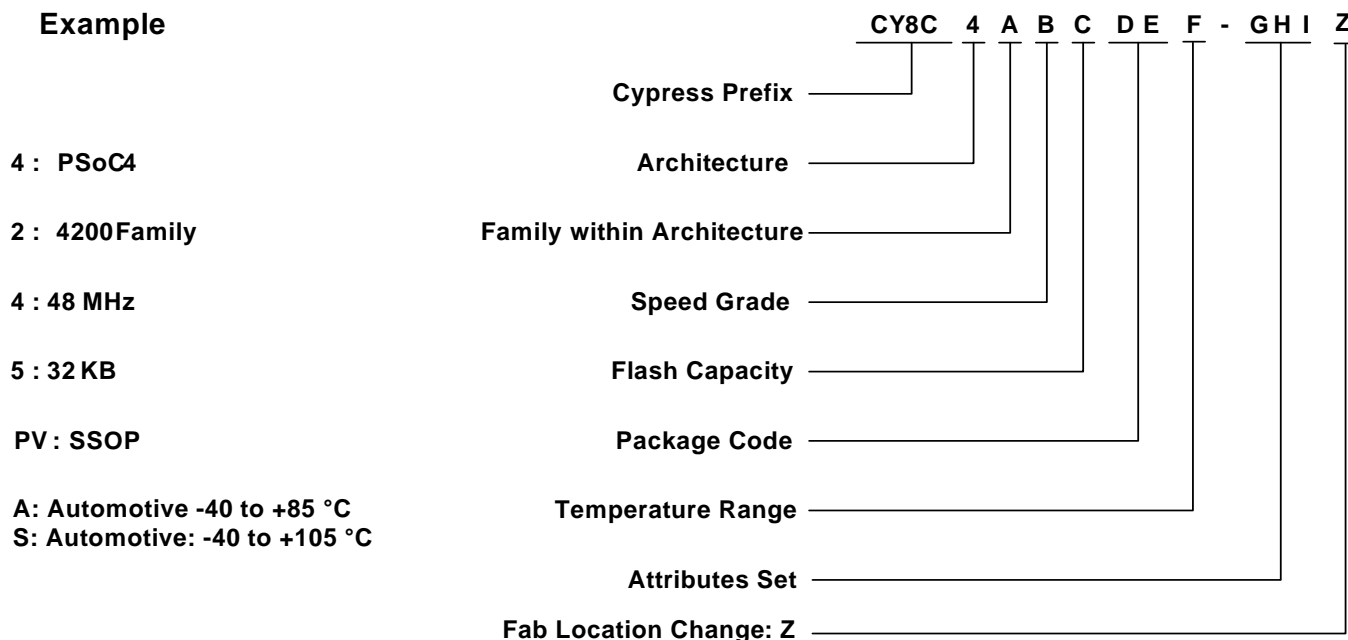 Example CY8C 4 A B C D E F - G H I Z
Cypress Prefix
4 : PSoC4 Architecture
2 : 4200Family Family within Architecture
4 : 48 MHz Speed Grade
5 : 32 KB Flash Capacity
PV : SSOP Package Code
A: Automotive -40 to +85 °C Temperature Range
S: Automotive: -40 to +105 °C
Attributes Set
Fab Location Change: Z